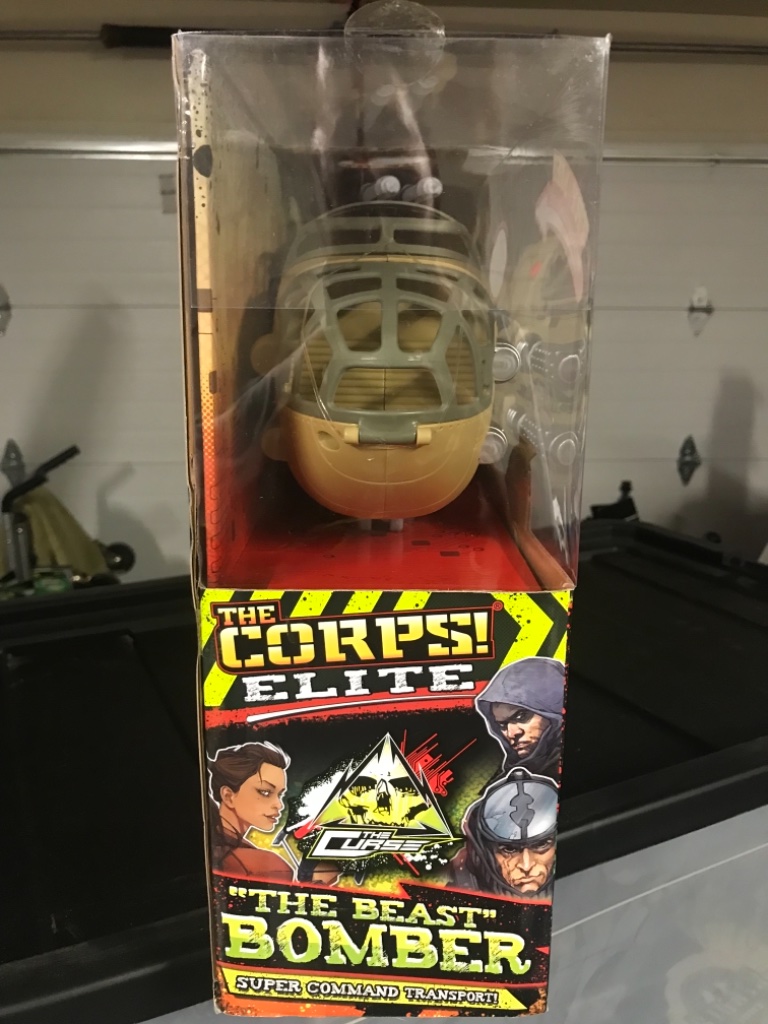 THE
CORPS!®
ELITE
THE
CURSE
"THE BEAST"
BOMBER
SUPER COMMAND TRANSPORT!